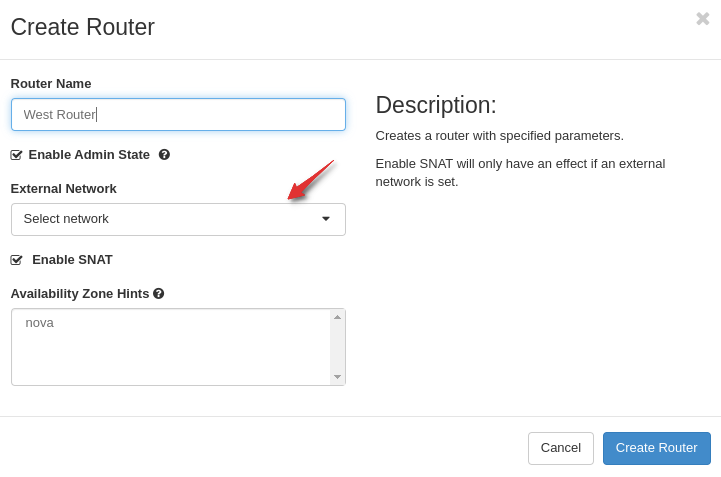 Create Router
Router Name
West Router
Enable Admin State
External Network
Select network
Enable SNAT
Availability Zone Hints
nova
Description:
Creates a router with specified parameters.
Enable SNAT will only have an effect if an external
network is set.
Cancel
Create Router